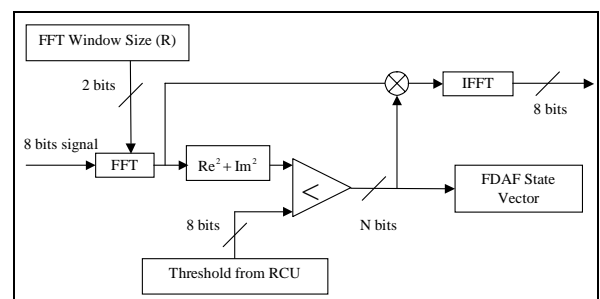 FFT Window Size (R)
2 bits
IFFT
8 bits
8 bits signal
FFT
Re² + Im²
<
FDAF State
Vector
8 bits
N bits
Threshold from RCU